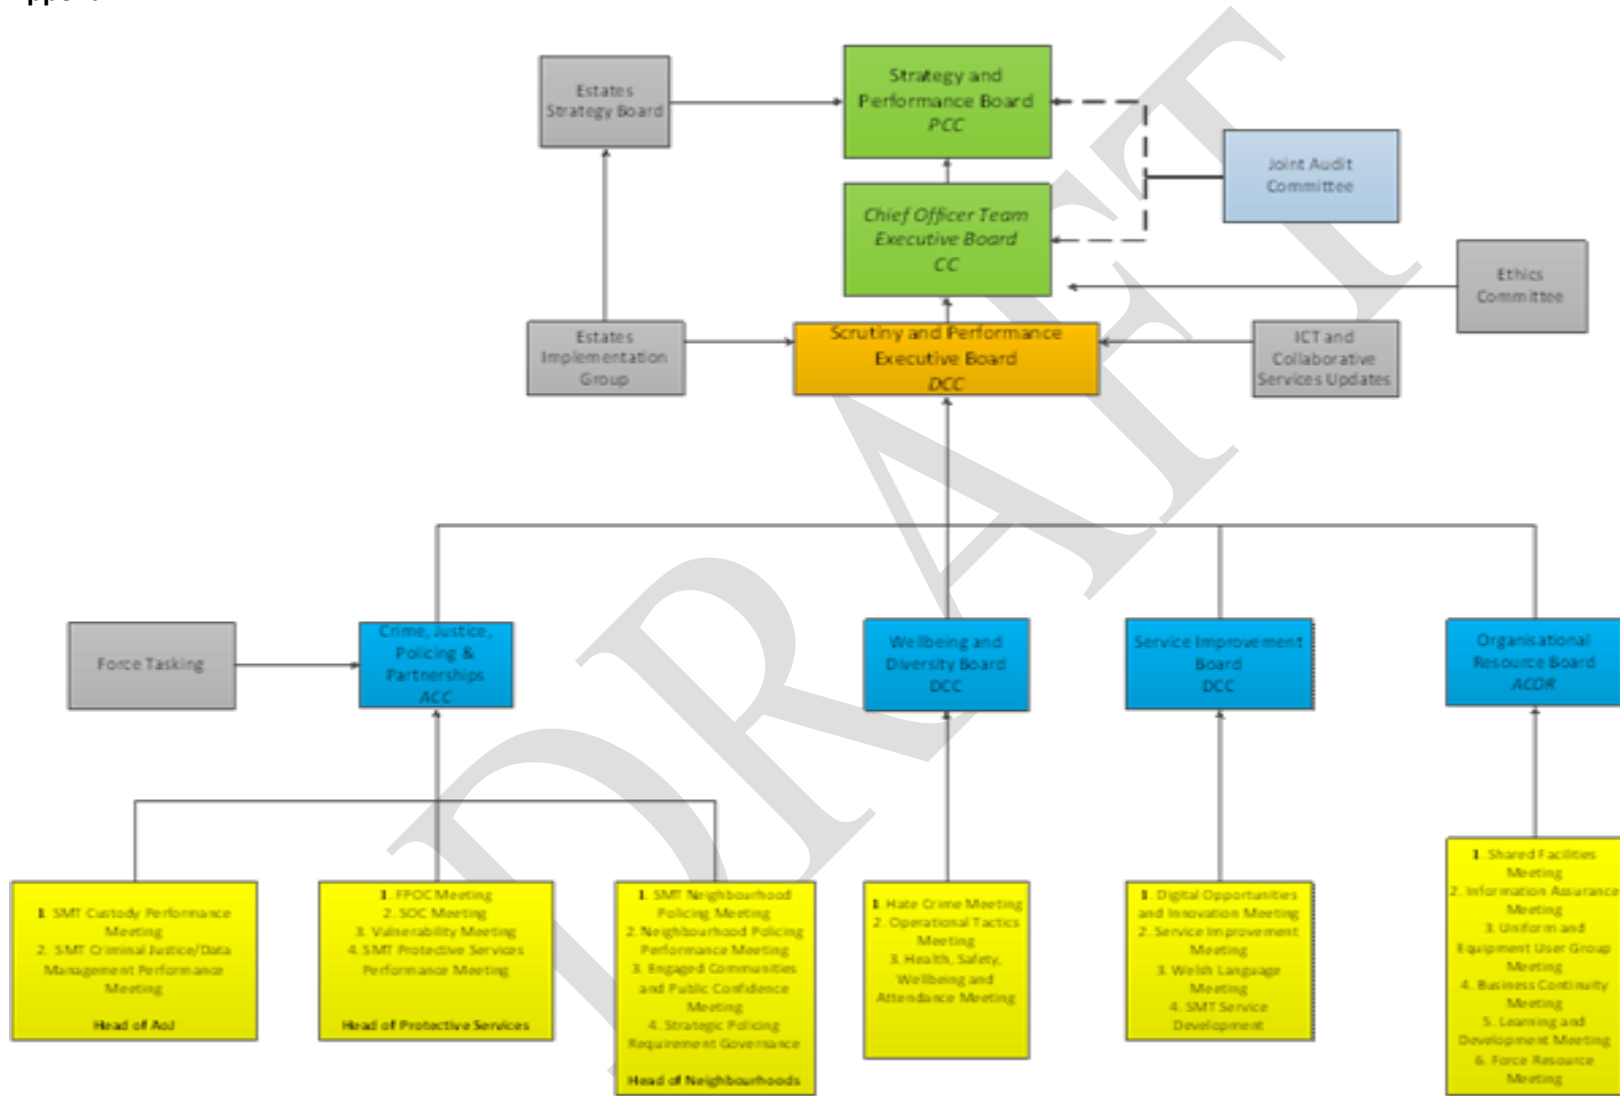 Estates
Strategy Board
Strategy and
Performance Board
PCC
Joint Audit
Committee
Chief Officer Team
Executive Board
CC
Ethics
Committee
Estates
Implementation
Group
Scrutiny and Performance
Executive Board
DCC
ICT and
Collaborative
Services Updates
Force Tasking
Crime, Justice,
Policing &
Partnerships
ACC
Wellbeing and
Diversity Board
DCC
Service Improvement
Board
DCC
Organisational
Resource Board
ACOR
1. SMT Custody Performance
Meeting
2. SMT Criminal Justice/Data
Management Performance
Meeting
Head of AoJ
1. FPOC Meeting
2. SOC Meeting
3. Vulnerability Meeting
4. SMT Protective Services
Performance Meeting
Head of Protective Services
1. SMT Neighbourhood
Policing Meeting
2. Neighbourhood Policing
Performance Meeting
3. Engaged Communities
and Public Confidence
Meeting
4. Strategic Policing
Requirement Governance
Head of Neighbourhoods
1. Hate Crime Meeting
2. Operational Tactics
Meeting
3. Health, Safety,
Wellbeing and
Attendance Meeting
1. Digital Opportunities
and Innovation Meeting
2. Service Improvement
Meeting
3. Welsh Language
Meeting
4. SMT Service
Development
1. Shared Facilities
Meeting
2. Information Assurance
Meeting
3. Uniform and
Equipment User Group
Meeting
4. Business Continuity
Meeting
5. Learning and
Development Meeting
6. Force Resource
Meeting
DRAFT